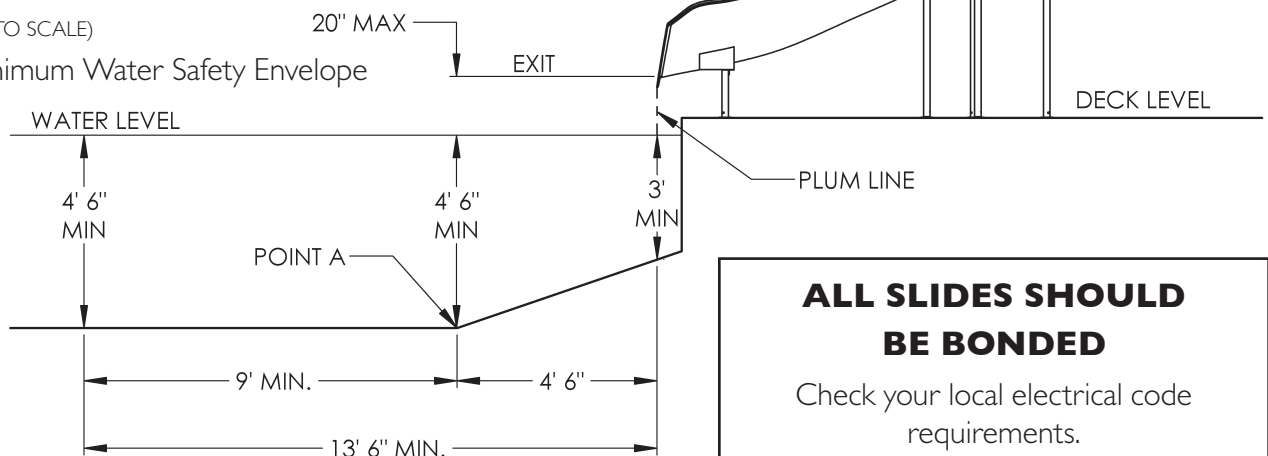 TO SCALE)
20" MAX
Water Safety Envelope
EXIT
WATER LEVEL
DECK LEVEL
4' 6"
MIN
4' 6"
MIN
3'
MIN
PLUM LINE
POINT A
9' MIN.
4' 6"
13' 6" MIN.
ALL SLIDES SHOULD
BE BONDED
Check your local electrical code
requirements.